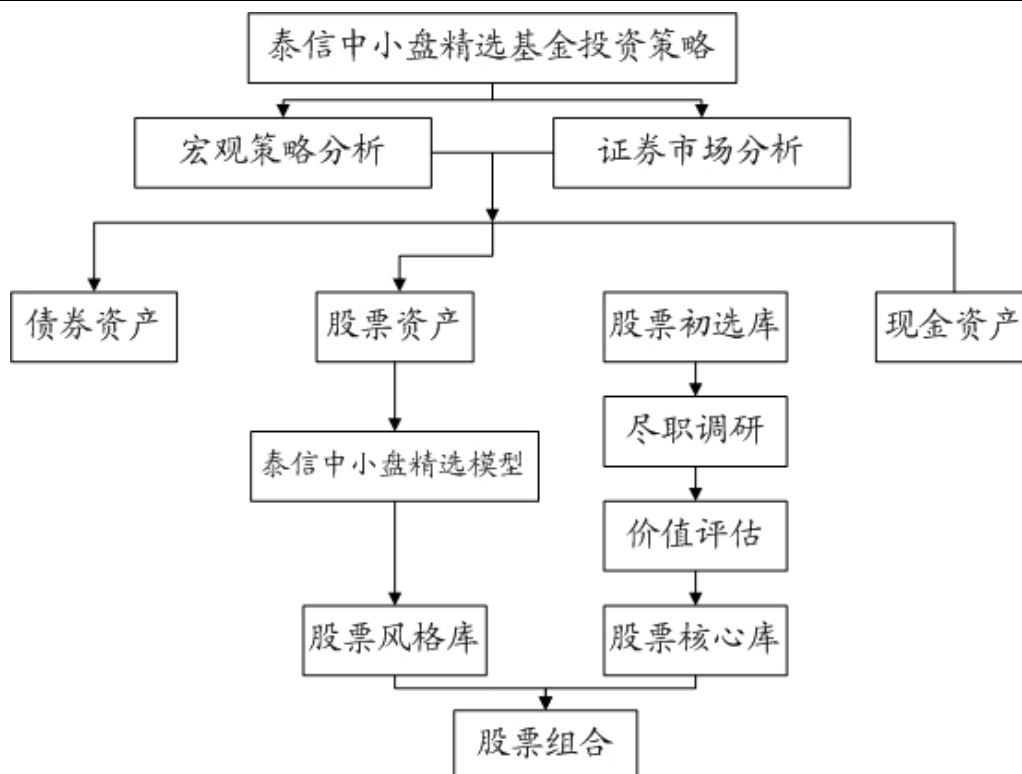 泰信中小盘精选基金投资策略
宏观策略分析
证券市场分析
债券资产
股票资产
股票初选库
现金资产
尽职调研
泰信中小盘精选模型
价值评估
股票风格库
股票核心库
股票组合